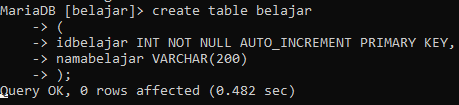 MariaDB [belajar]> create table belajar
-> (
-> idbelajar INT NOT NULL AUTO_INCREMENT PRIMARY KEY,
-> namabelajar VARCHAR(200)
-> );
Query OK, 0 rows affected (0.482 sec)